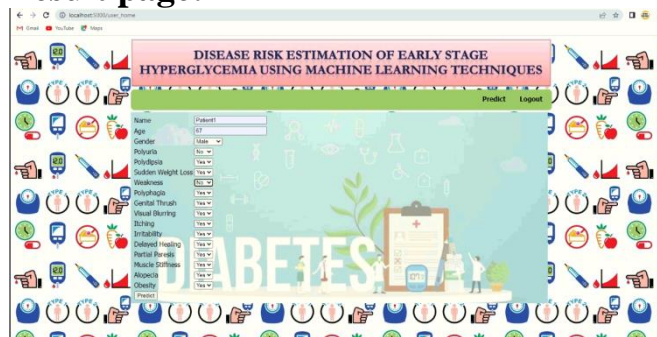 Result page.
localhost:5000/user_home
Gmail YouTube Maps
DISEASE RISK ESTIMATION OF EARLY STAGE
HYPERGLYCEMIA USING MACHINE LEARNING TECHNIQUES
Predict Logout
Name Patient1
Age 67
Gender Male
Polyuria No
Polydipsia Yes
Sudden Weight Loss Yes
Weakness No
Polyphagia Yes
Genital Thrush Yes
Visual Blurring Yes
Itching Yes
Irritability Yes
Delayed Healing Yes
Partial Paresis Yes
Muscle Stiffness Yes
Alopecia Yes
Obesity Yes
Predict
DIABETES